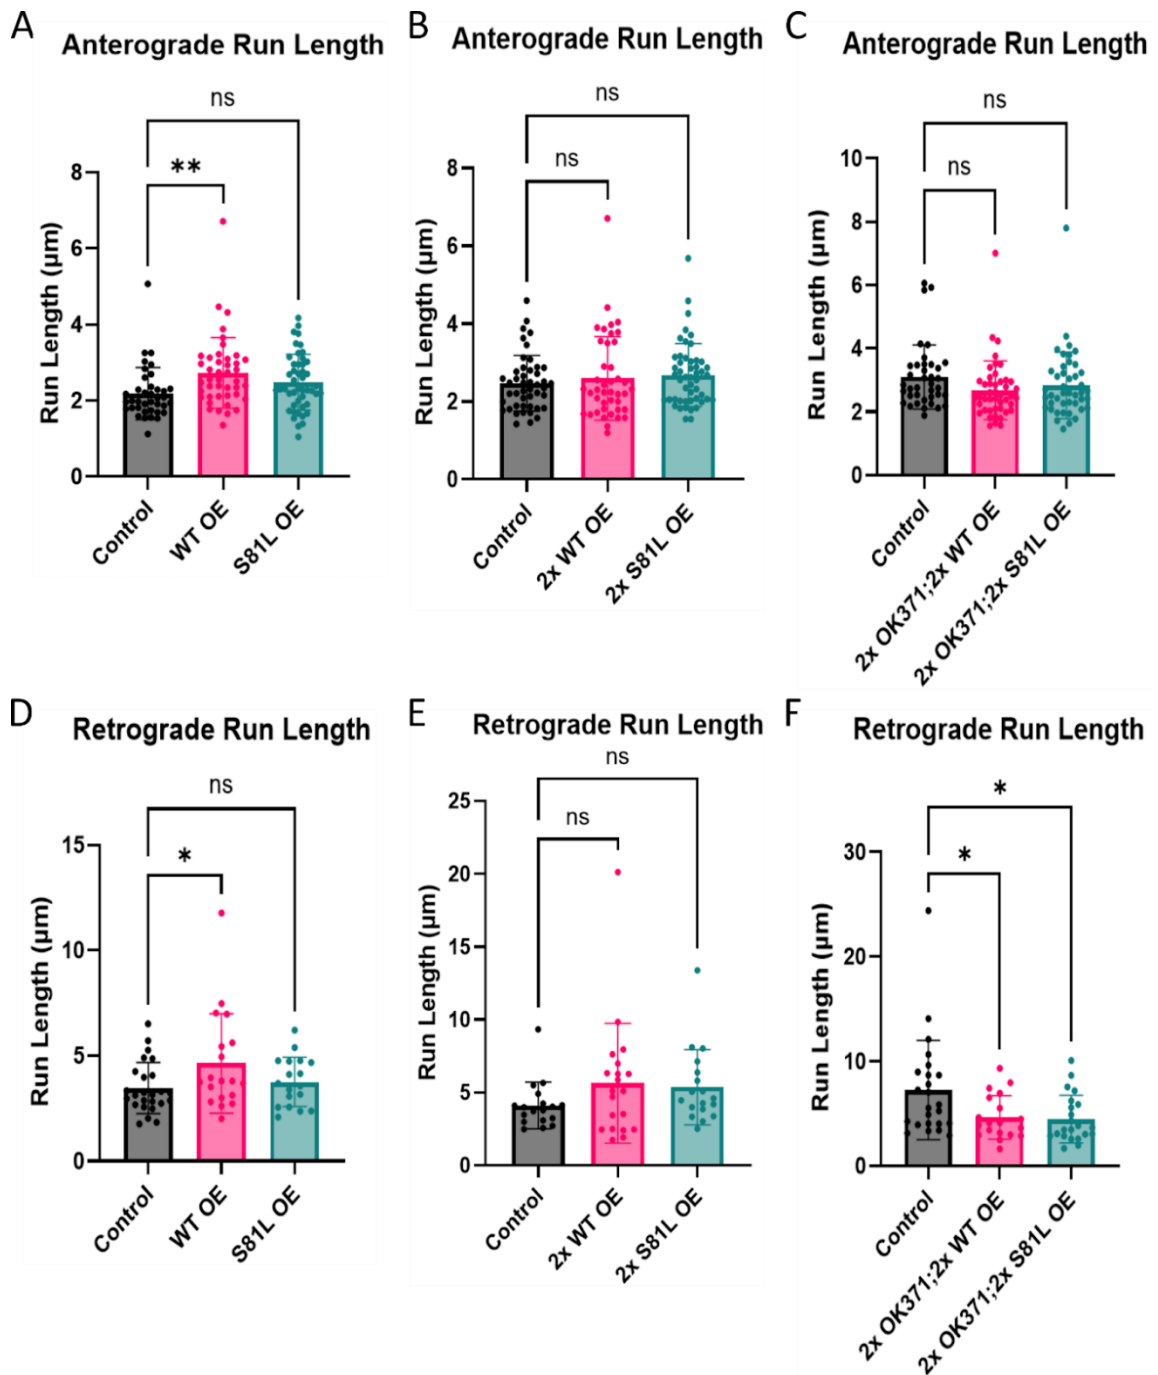 A
Anterograde Run Length
ns
**
8
6
4
2
0
Run Length (µm)
Control
WT OE
S81L OE
B
Anterograde Run Length
ns
ns
8
6
4
2
0
Run Length (µm)
Control
2x WT OE
2x S81L OE
C
Anterograde Run Length
ns
ns
10
8
6
4
2
0
Run Length (µm)
Control
2x OK371;2x WT OE
2x OK371;2x S81L OE
D
Retrograde Run Length
ns
*
15
10
5
0
Run Length (µm)
Control
WT OE
S81L OE
E
Retrograde Run Length
ns
ns
25
20
15
10
5
0
Run Length (µm)
Control
2x WT OE
2x S81L OE
F
Retrograde Run Length
*
*
30
20
10
0
Run Length (µm)
Control
2x OK371;2x WT OE
2x OK371;2x S81L OE